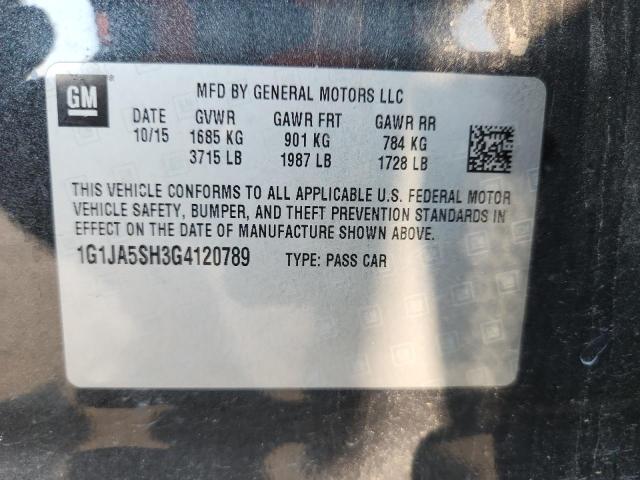 GM
MFD BY GENERAL MOTORS LLC
DATE GVWR GAWR FRT GAWR RR
10/15 1685 KG 901 KG 784 KG
3715 LB 1987 LB 1728 LB
THIS VEHICLE CONFORMS TO ALL APPLICABLE U.S. FEDERAL MOTOR
VEHICLE SAFETY, BUMPER, AND THEFT PREVENTION STANDARDS IN
EFFECT ON THE DATE OF MANUFACTURE SHOWN ABOVE.
1G1JA5SH3G4120789 TYPE: PASS CAR